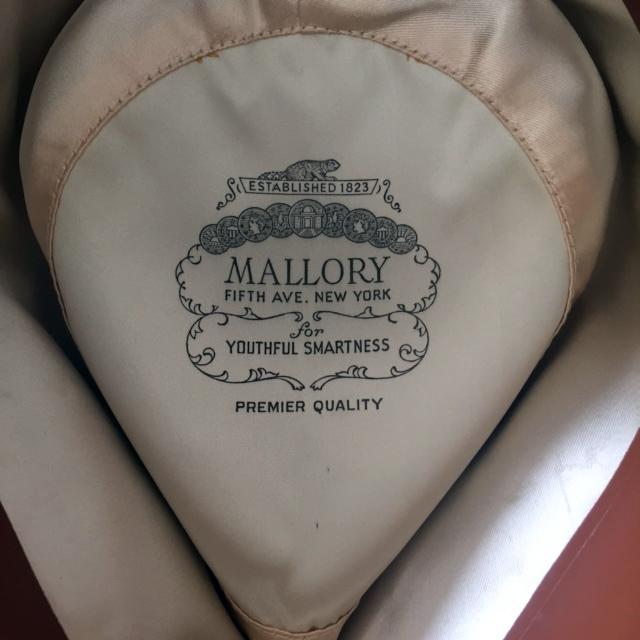 ESTABLISHED 1823
MALLORY
FIFTH AVE. NEW YORK
for
YOUTHFUL SMARTNESS
PREMIER QUALITY